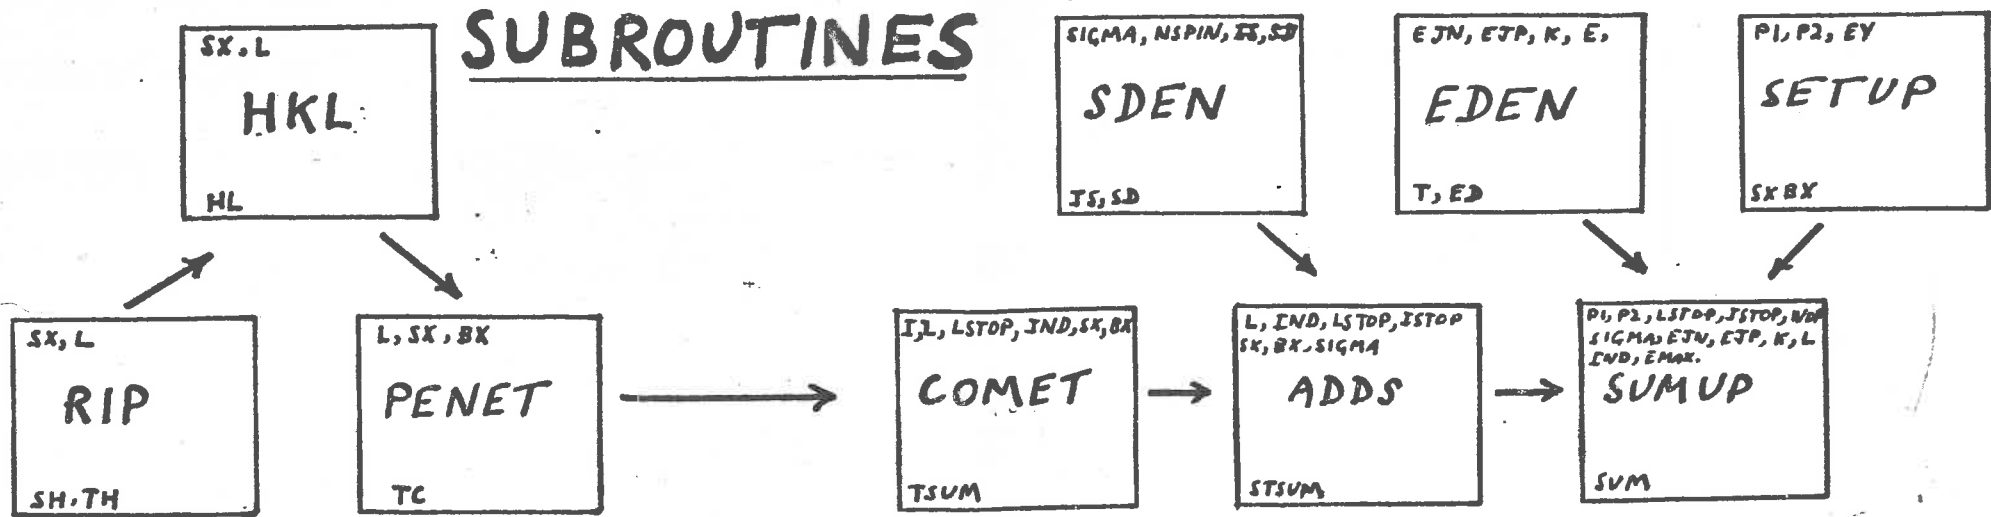 SUBROUTINES
SX, L
HKL
HL
SIGMA, NSPIN,
SDEN
JS, SD
EJN, EJP, K, E,
EDEN
T, ED
P1, P2, EY
SETUP
SX BX
SX, L
RIP
SH, TH
L, SX, BX
PENET
TC
I, L, LSTOP, IND, SX, BX
COMET
TSUM
L, IND, LSTOP, ISTOP
SX, BX, SIGMA
ADDS
STSUM
P1, P2, LSTOP, ISTOP,
SIGMA, EJN, EJP, K, L
IND, EMAX.
SUMUP
SUM